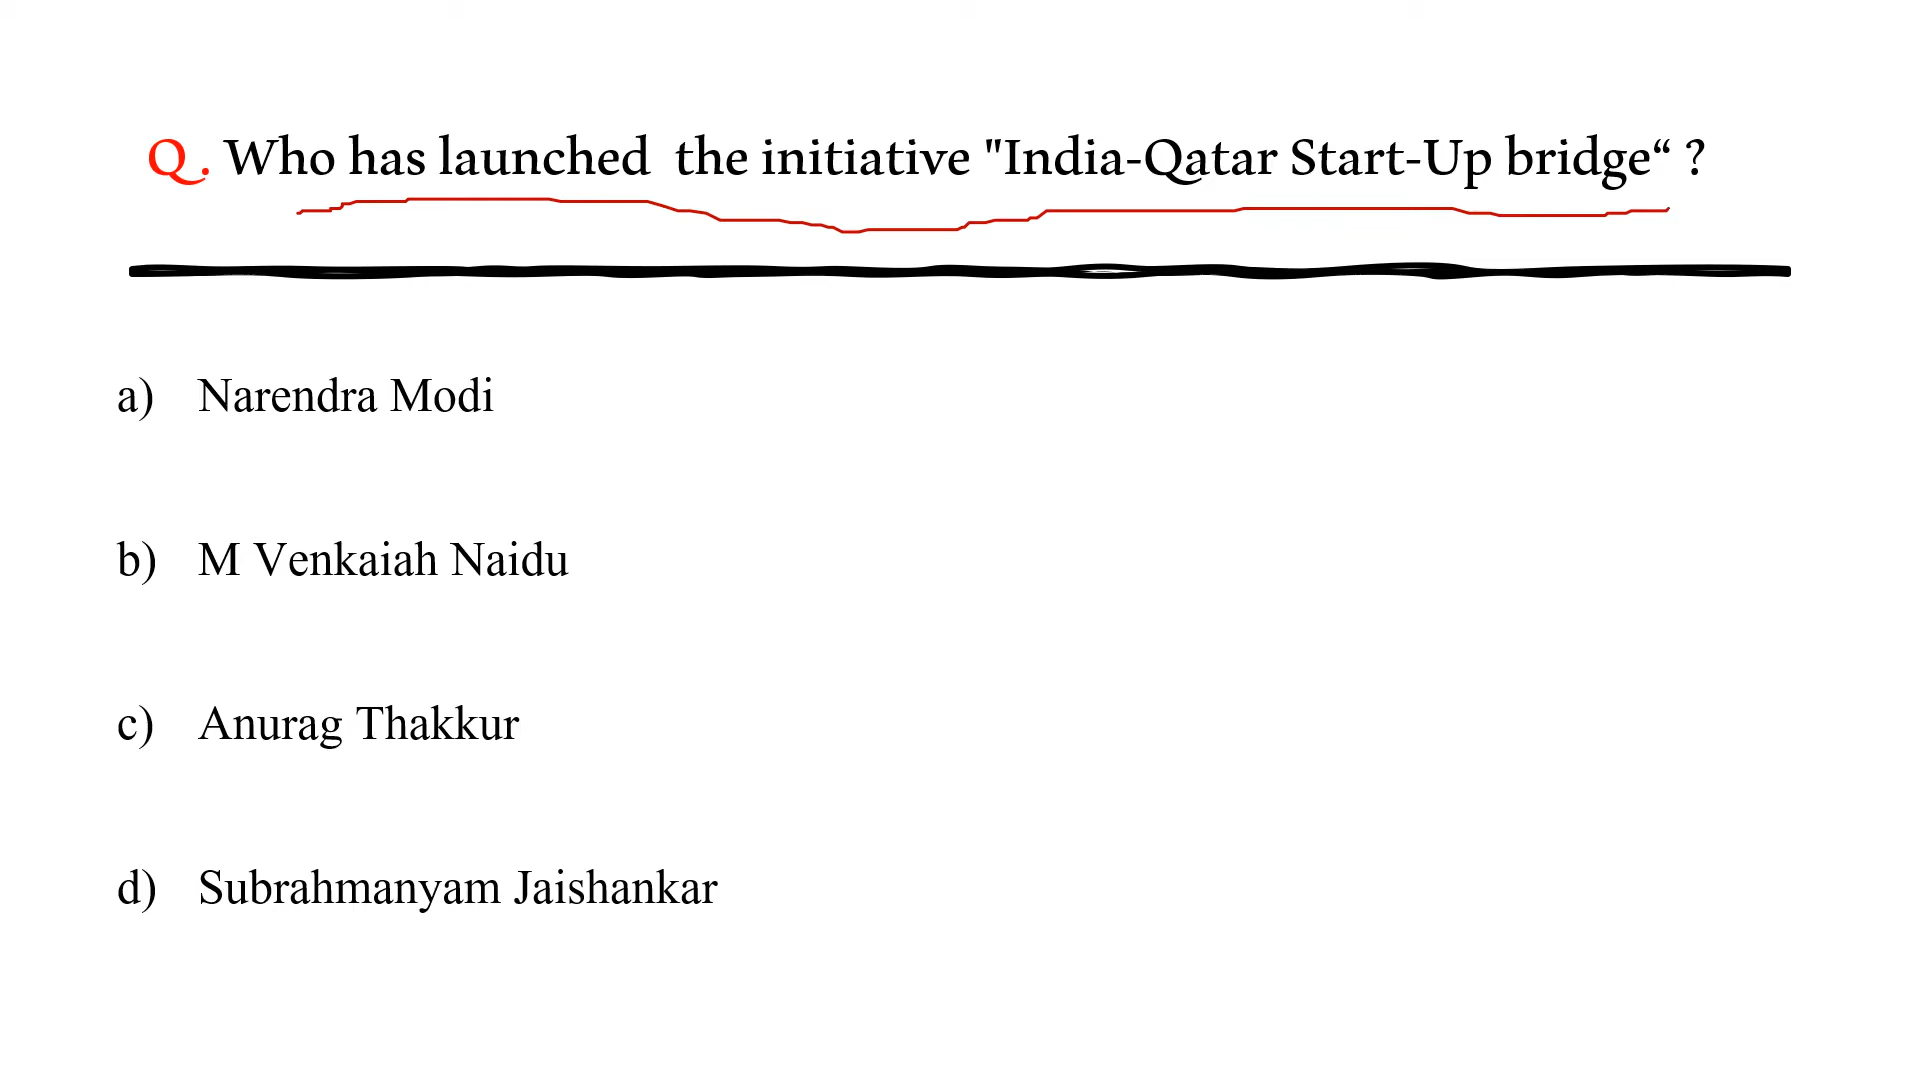 Q. Who has launched the initiative "India-Qatar Start-Up bridge“ ?
a) Narendra Modi
b) M Venkaiah Naidu
c) Anurag Thakkur
d) Subrahmanyam Jaishankar